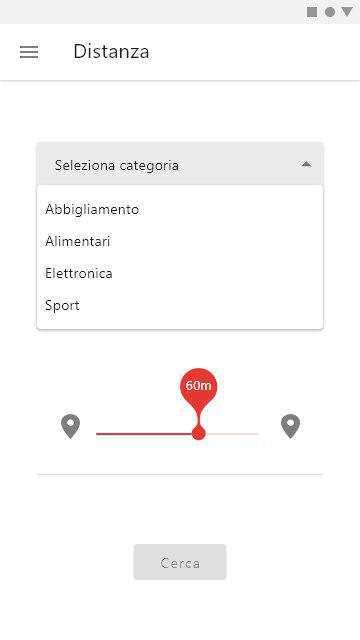 Distanza
Seleziona categoria
Abbigliamento
Alimentari
Elettronica
Sport
60m
Cerca